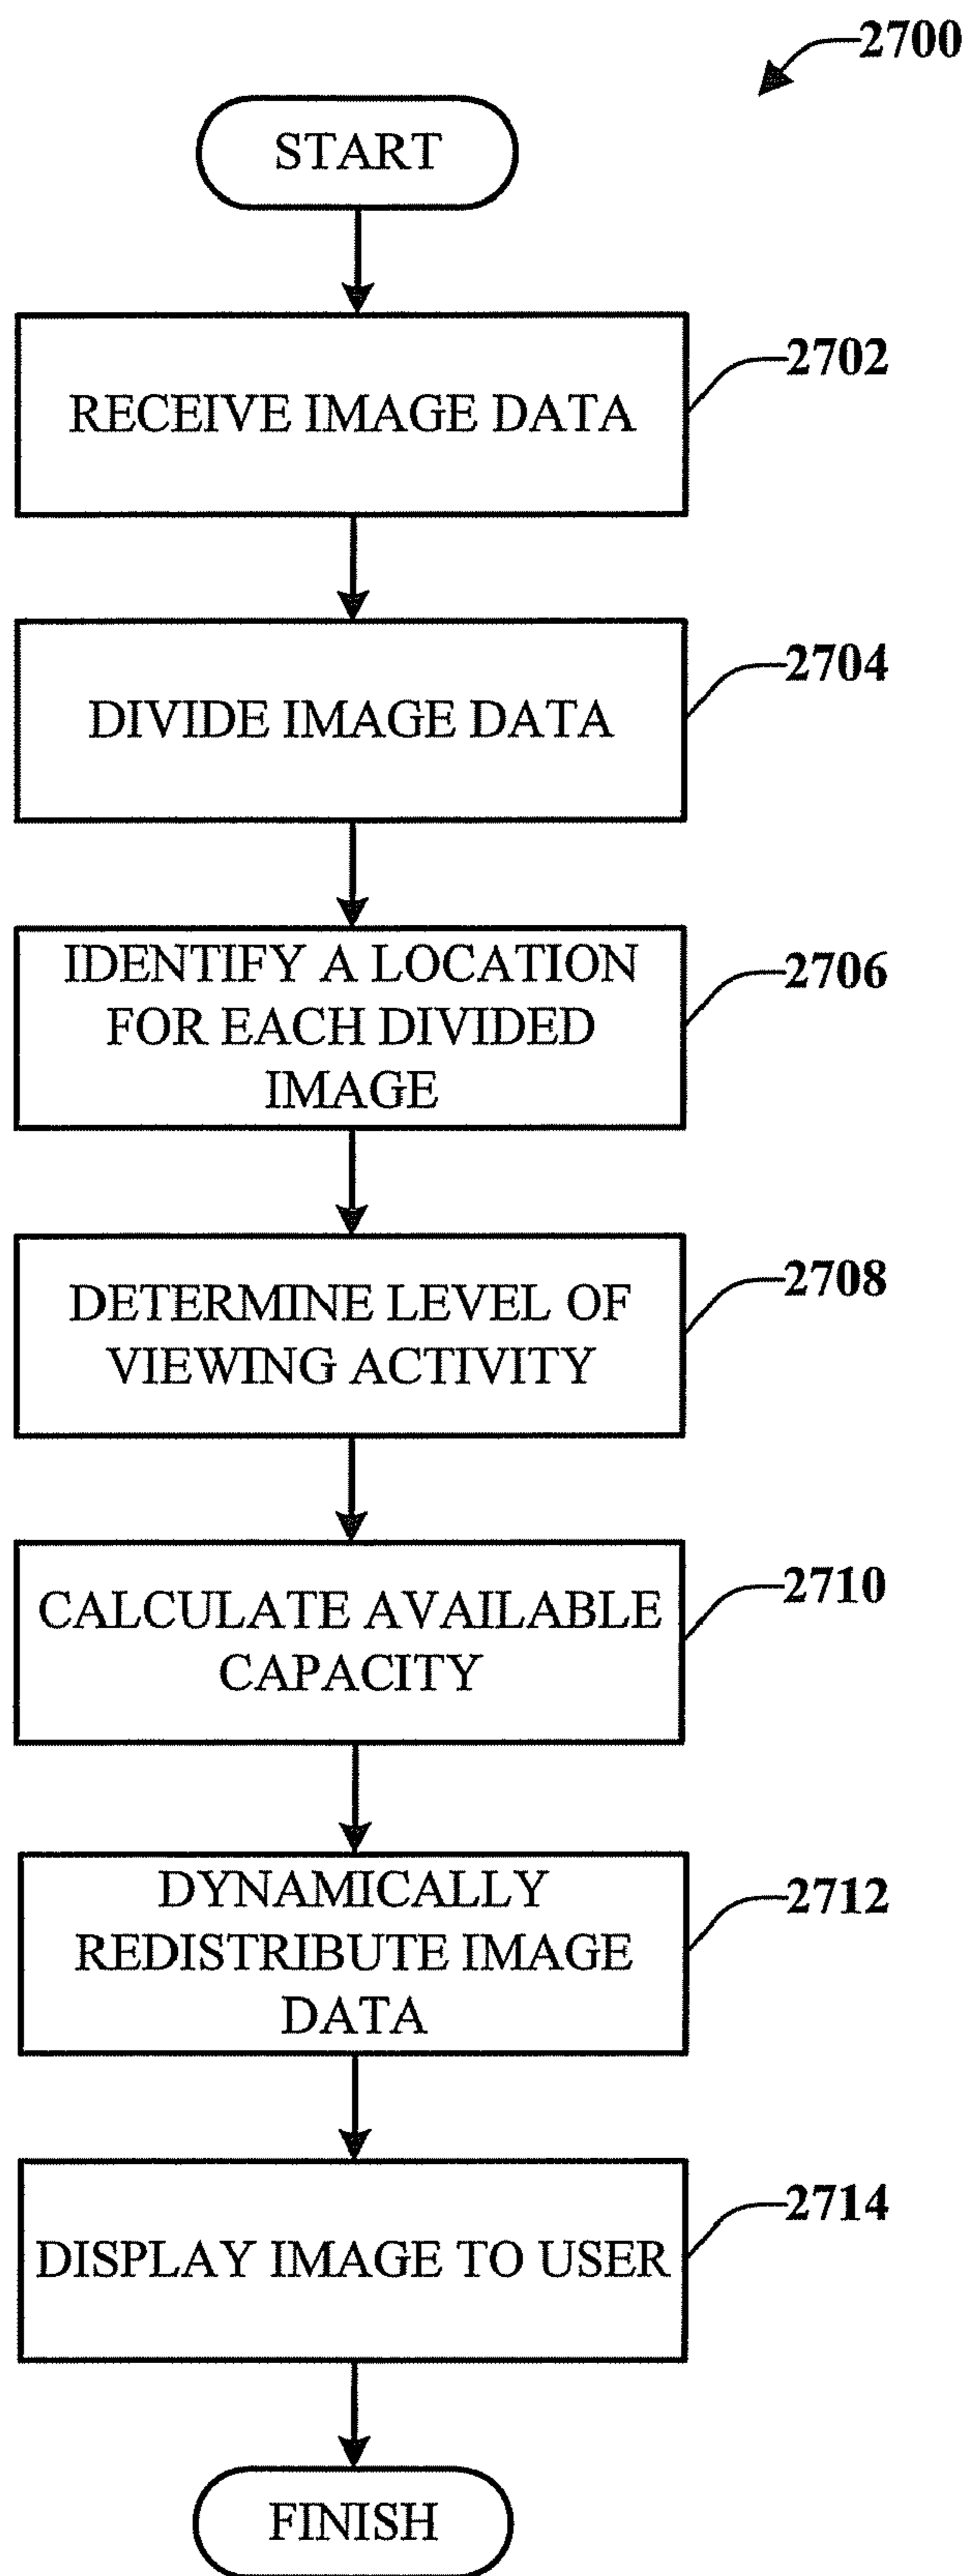 2700
START
2702
RECEIVE IMAGE DATA
2704
DIVIDE IMAGE DATA
2706
IDENTIFY A LOCATION
FOR EACH DIVIDED
IMAGE
2708
DETERMINE LEVEL OF
VIEWING ACTIVITY
2710
CALCULATE AVAILABLE
CAPACITY
2712
DYNAMICALLY
REDISTRIBUTE IMAGE
DATA
2714
DISPLAY IMAGE TO USER
FINISH